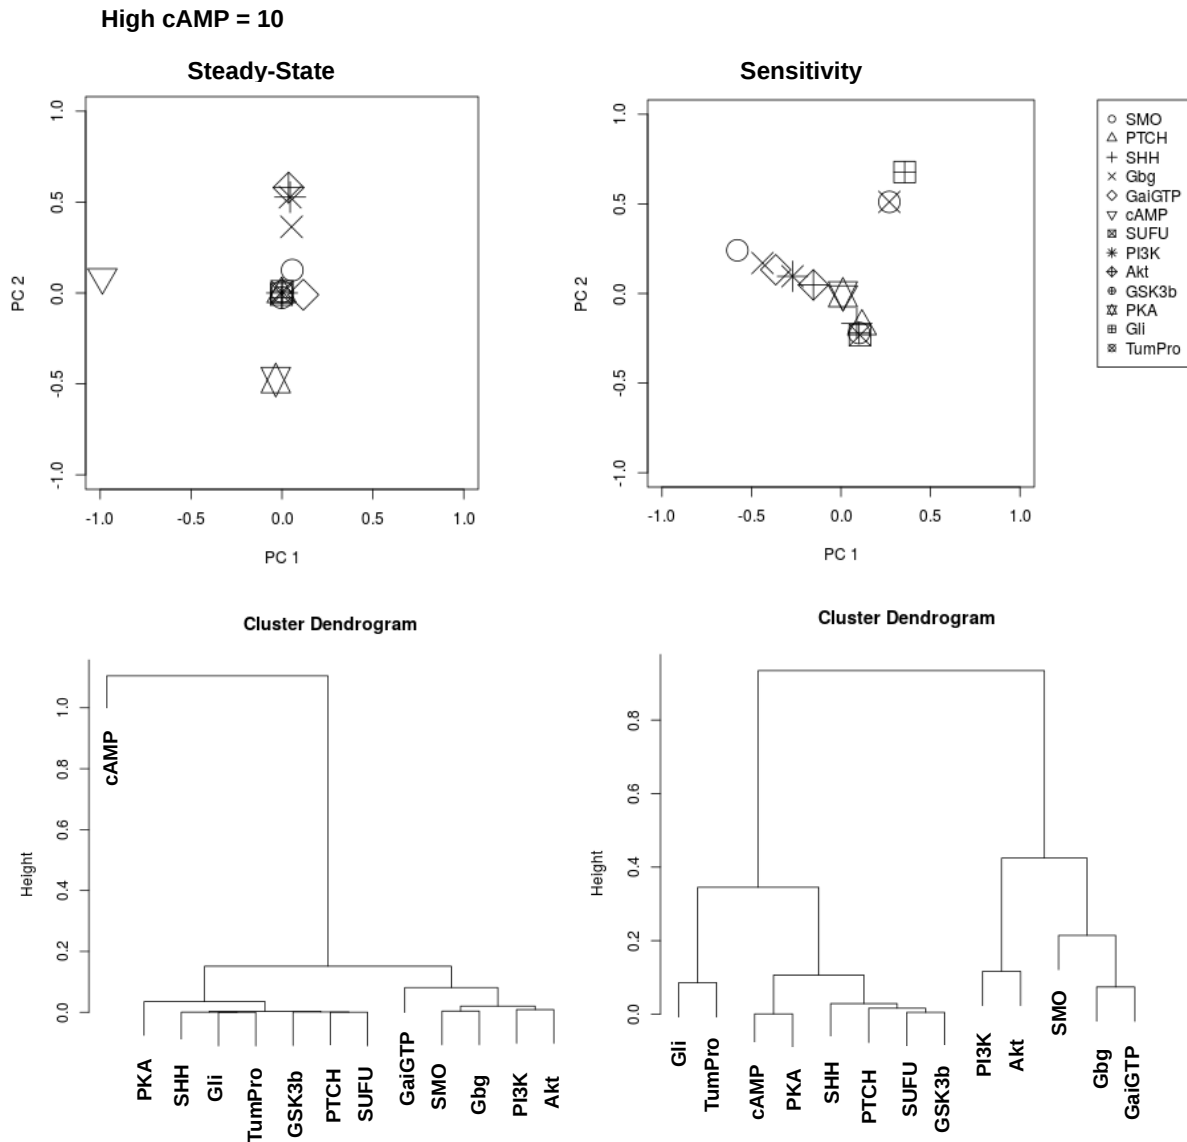 High cAMP = 10
Steady-State
Sensitivity
1.0
0.5
0.0
-0.5
-1.0
PC 2
-1.0
-0.5
0.0
0.5
1.0
PC 1
1.0
0.5
0.0
-0.5
-1.0
PC 2
-1.0
-0.5
0.0
0.5
1.0
PC 1
SMO
PTCH
SHH
Gbg
GaiGTP
cAMP
SUFU
PI3K
Akt
GSK3b
PKA
Gli
TumPro
Cluster Dendrogram
Height
1.0
0.8
0.6
0.4
0.2
0.0
cAMP
PKA
SHH
Gli
TumPro
GSK3b
PTCH
SUFU
GaiGTP
SMO
Gbg
PI3K
Akt
Cluster Dendrogram
Height
0.8
0.6
0.4
0.2
0.0
Gli
TumPro
cAMP
PKA
SHH
PTCH
SUFU
GSK3b
PI3K
Akt
SMO
Gbg
GaiGTP